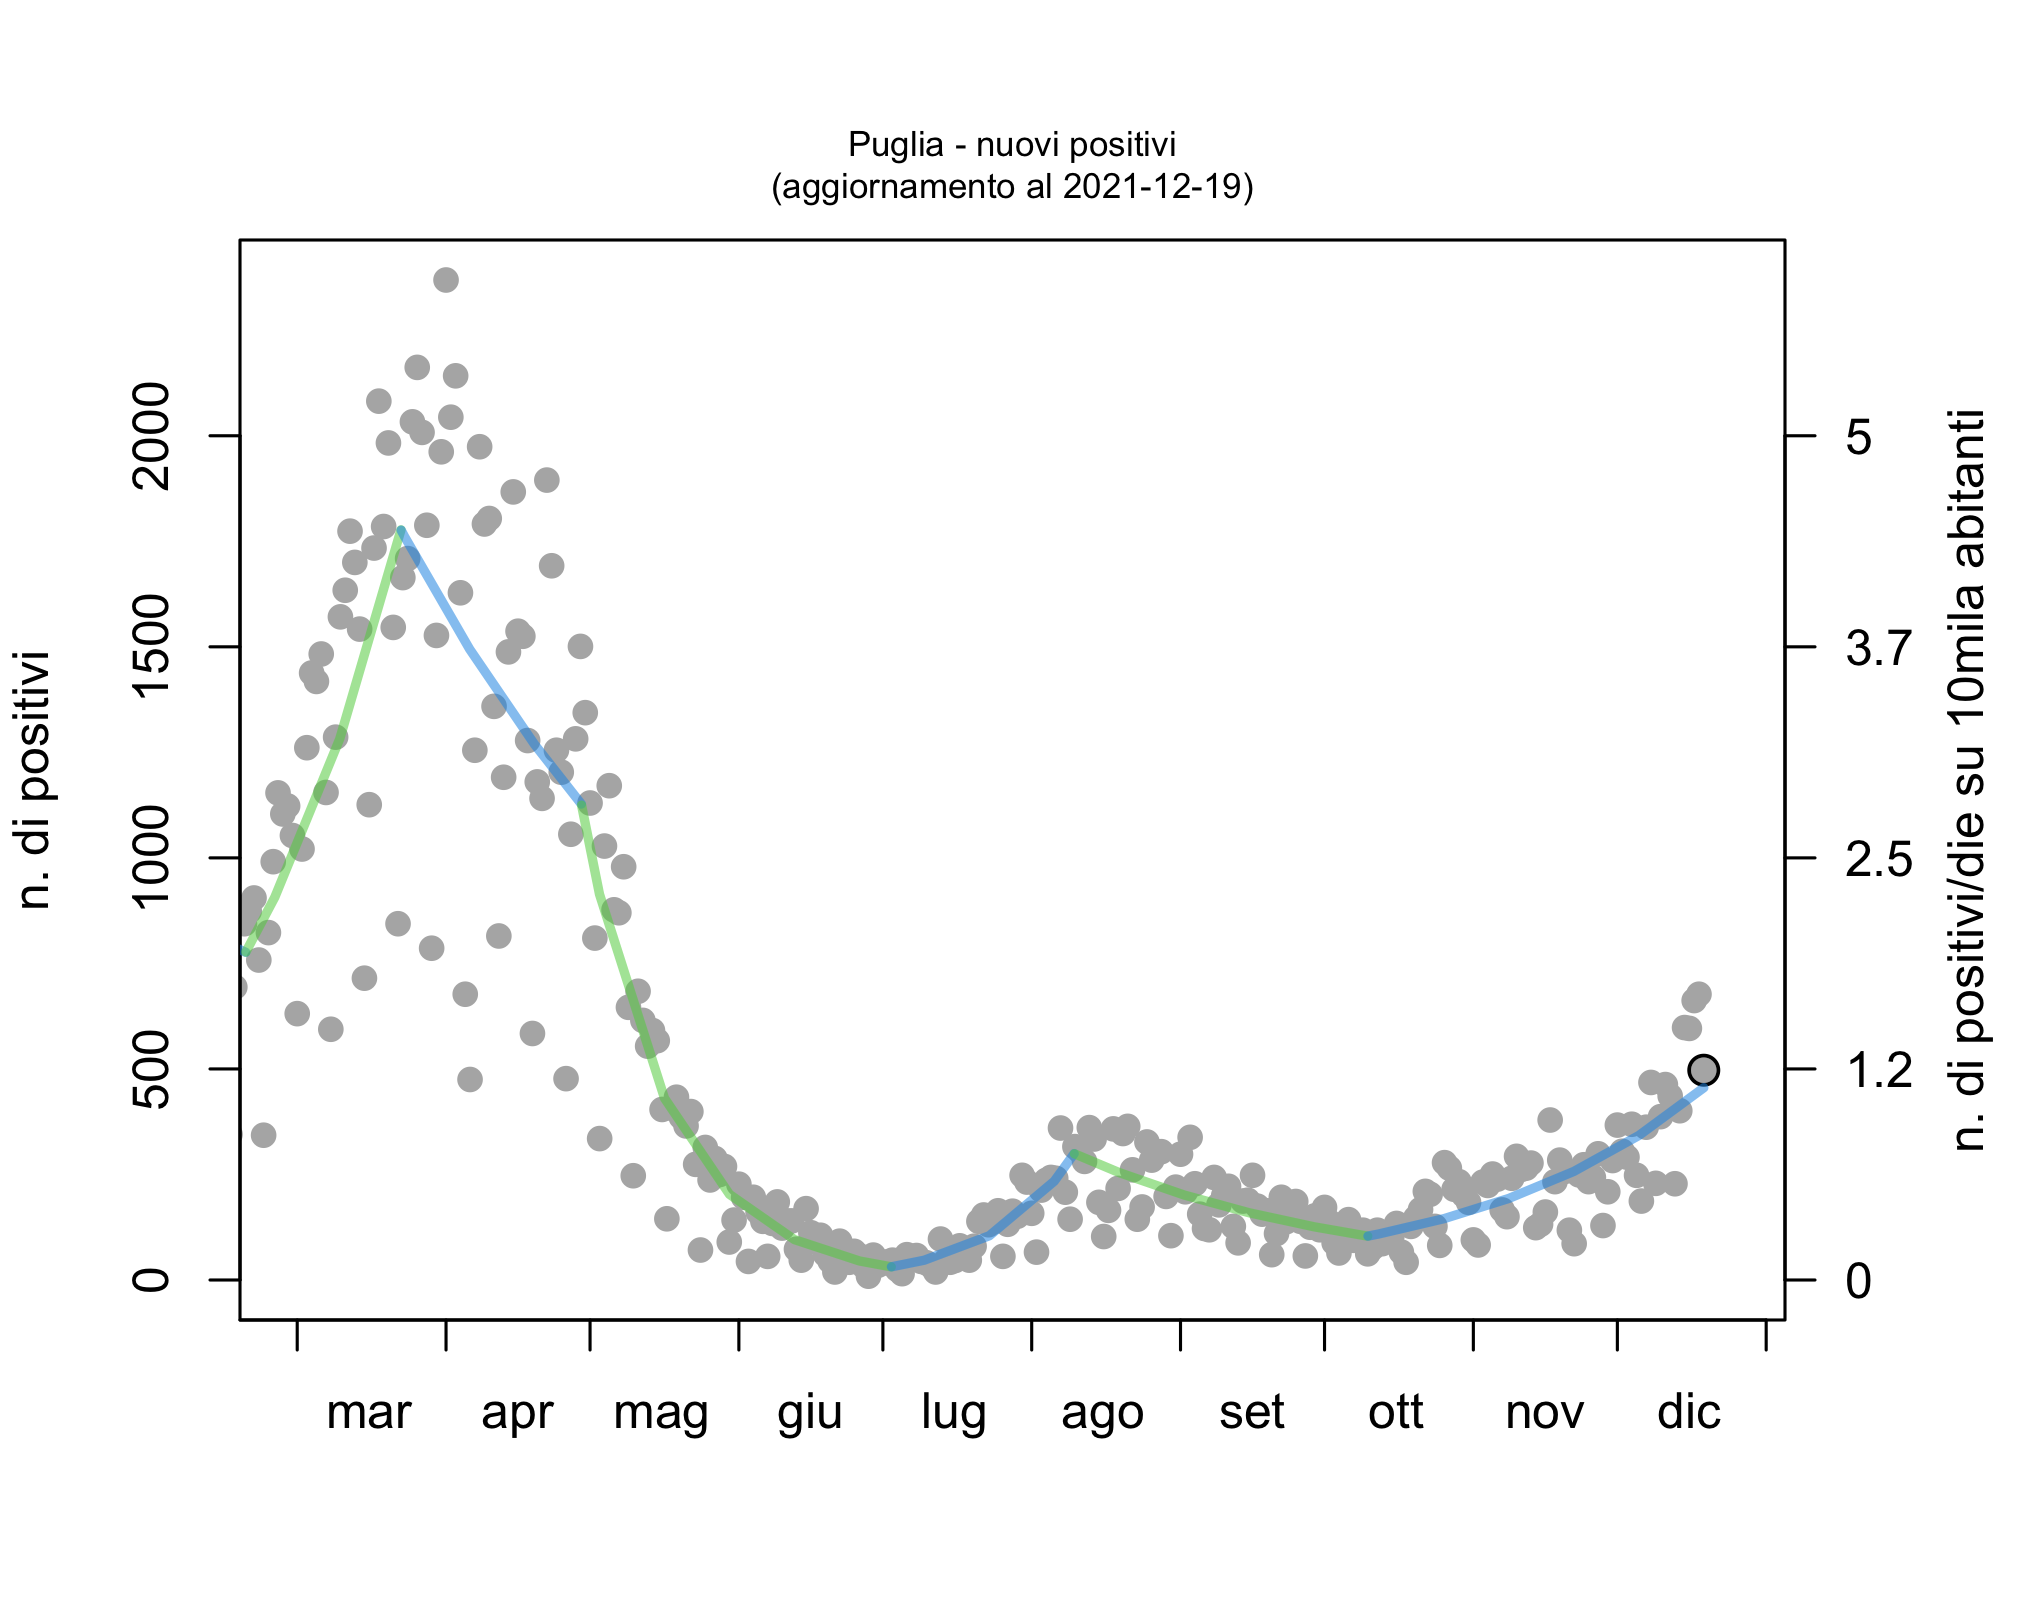 Puglia - nuovi positivi
(aggiornamento al 2021-12-19)
n. di positivi
2000
1500
1000
500
0
5
3.7
2.5
1.2
0
n. di positivi/die su 10mila abitanti
mar apr mag giu lug ago set ott nov dic